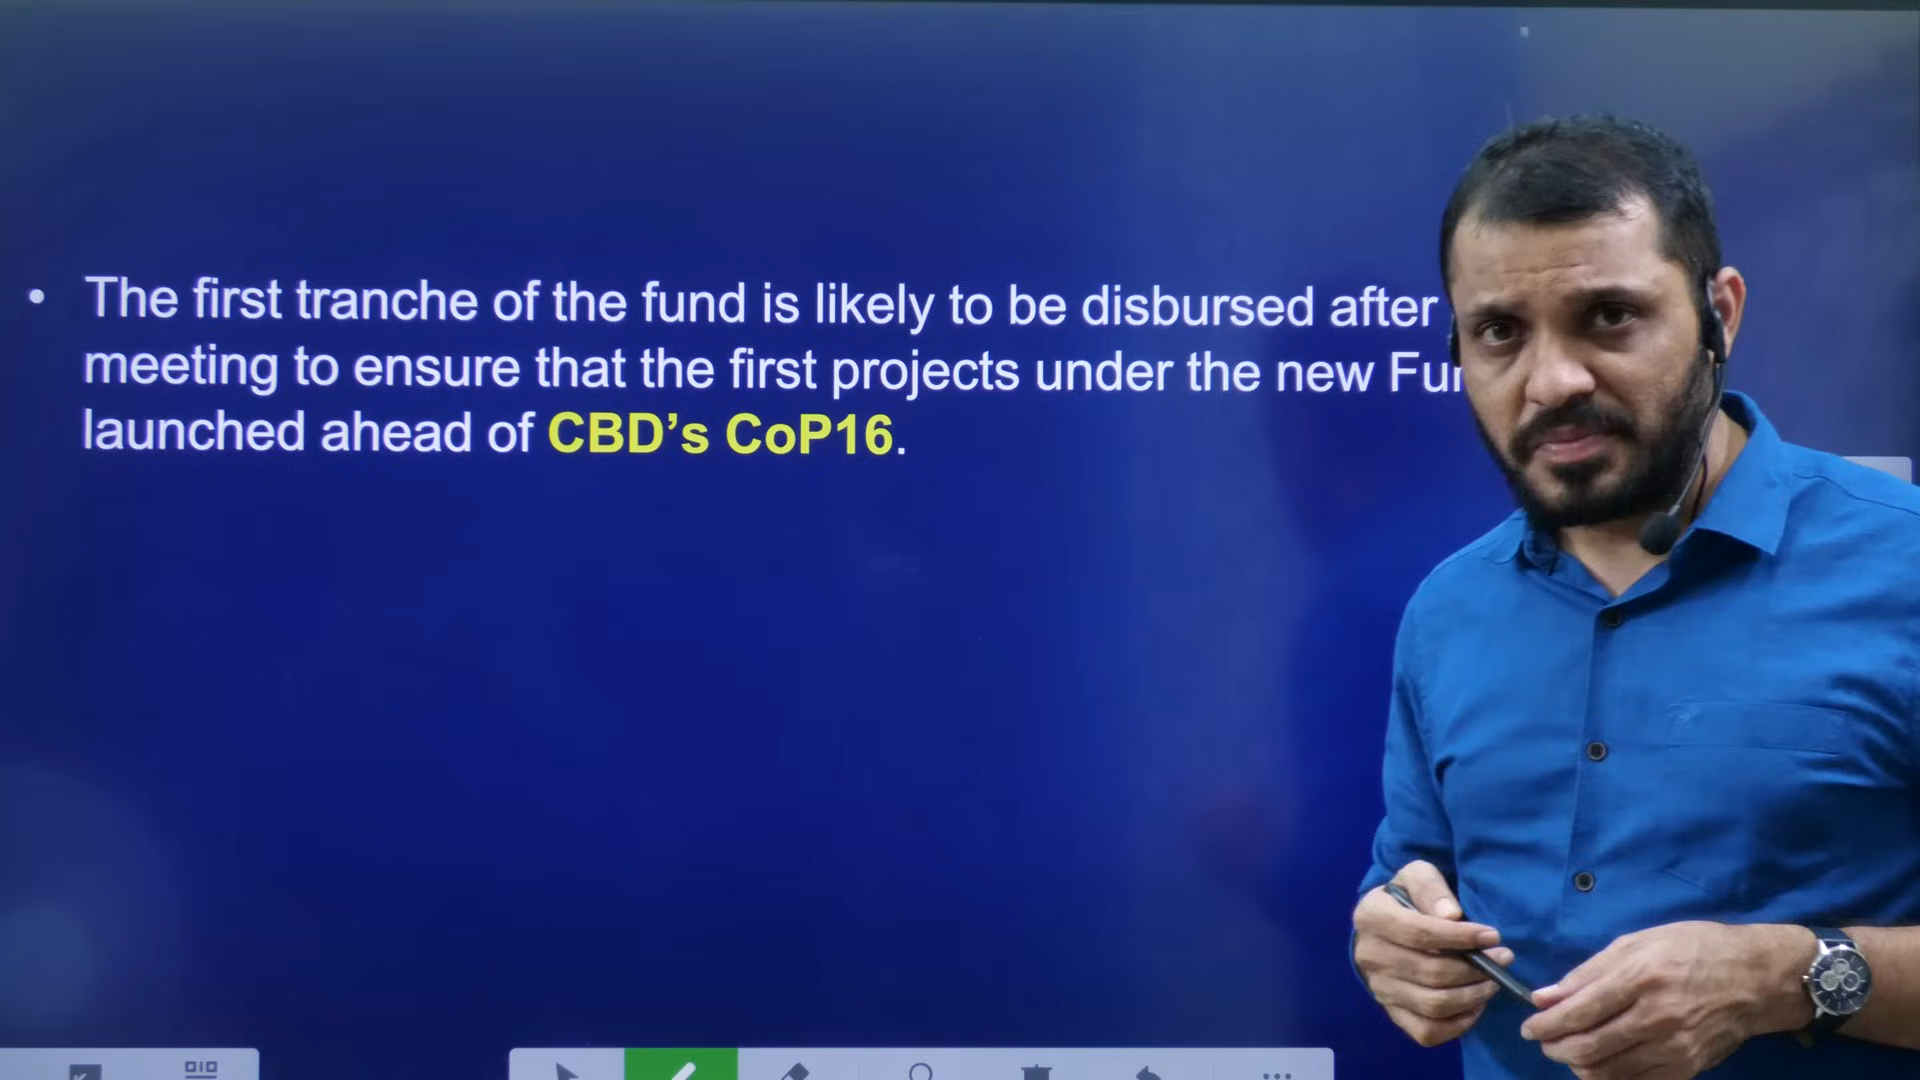 • The first tranche of the fund is likely to be disbursed after
meeting to ensure that the first projects under the new
launched ahead of CBD’s CoP16.